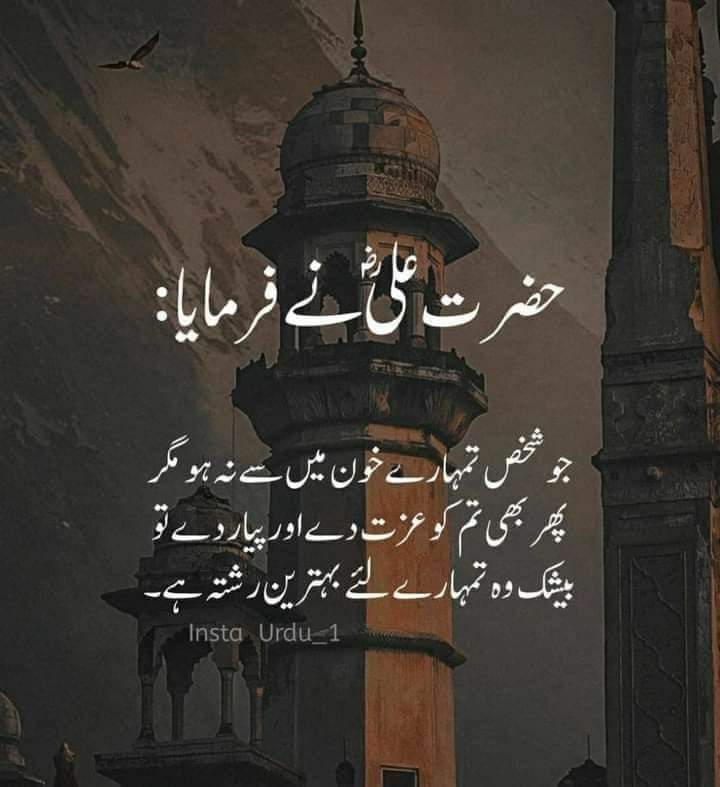 حضرت علیؓ نے فرمایا:
جو شخص تمہارے خون میں سے نہ ہو مگر
پھر بھی تم کو عزت دے اور پیار دے تو
بیشک وہ تمہارے لئے بہترین رشتہ ہے۔
Insta Urdu_1